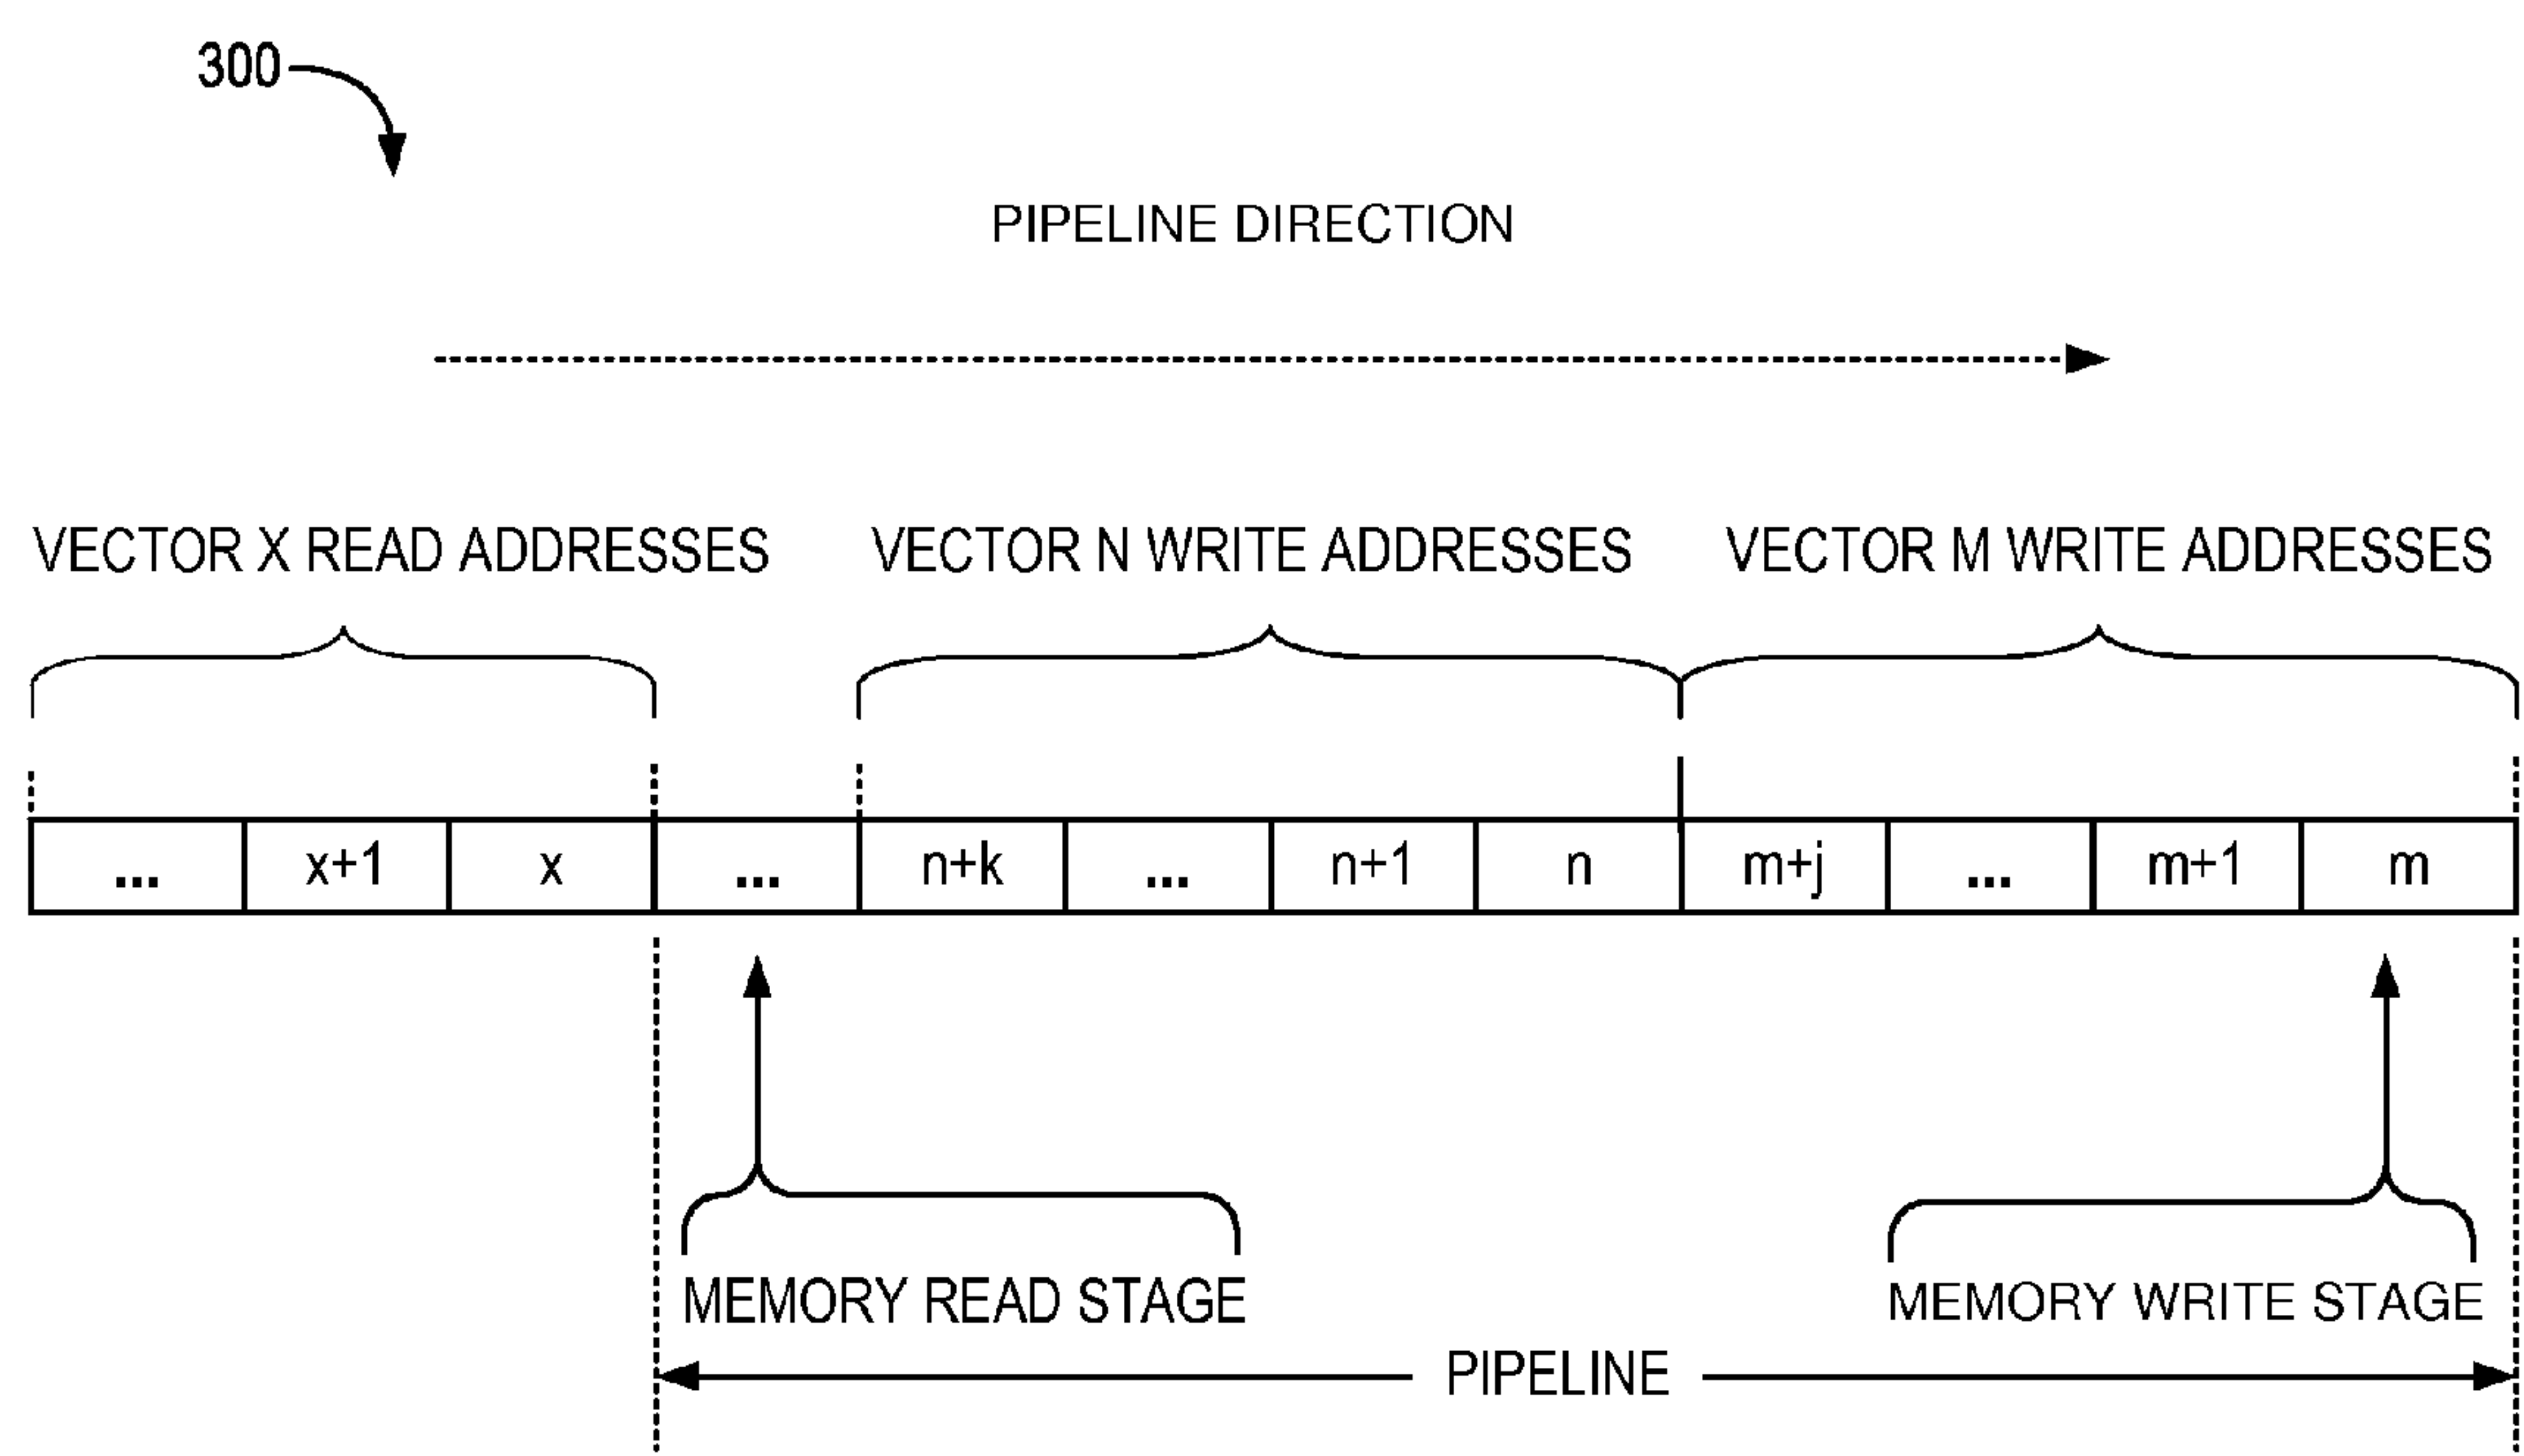 300
PIPELINE DIRECTION
VECTOR X READ ADDRESSES VECTOR N WRITE ADDRESSES VECTOR M WRITE ADDRESSES
... x+1 x ... n+k ... n+1 n m+j ... m+1 m
MEMORY READ STAGE MEMORY WRITE STAGE
PIPELINE